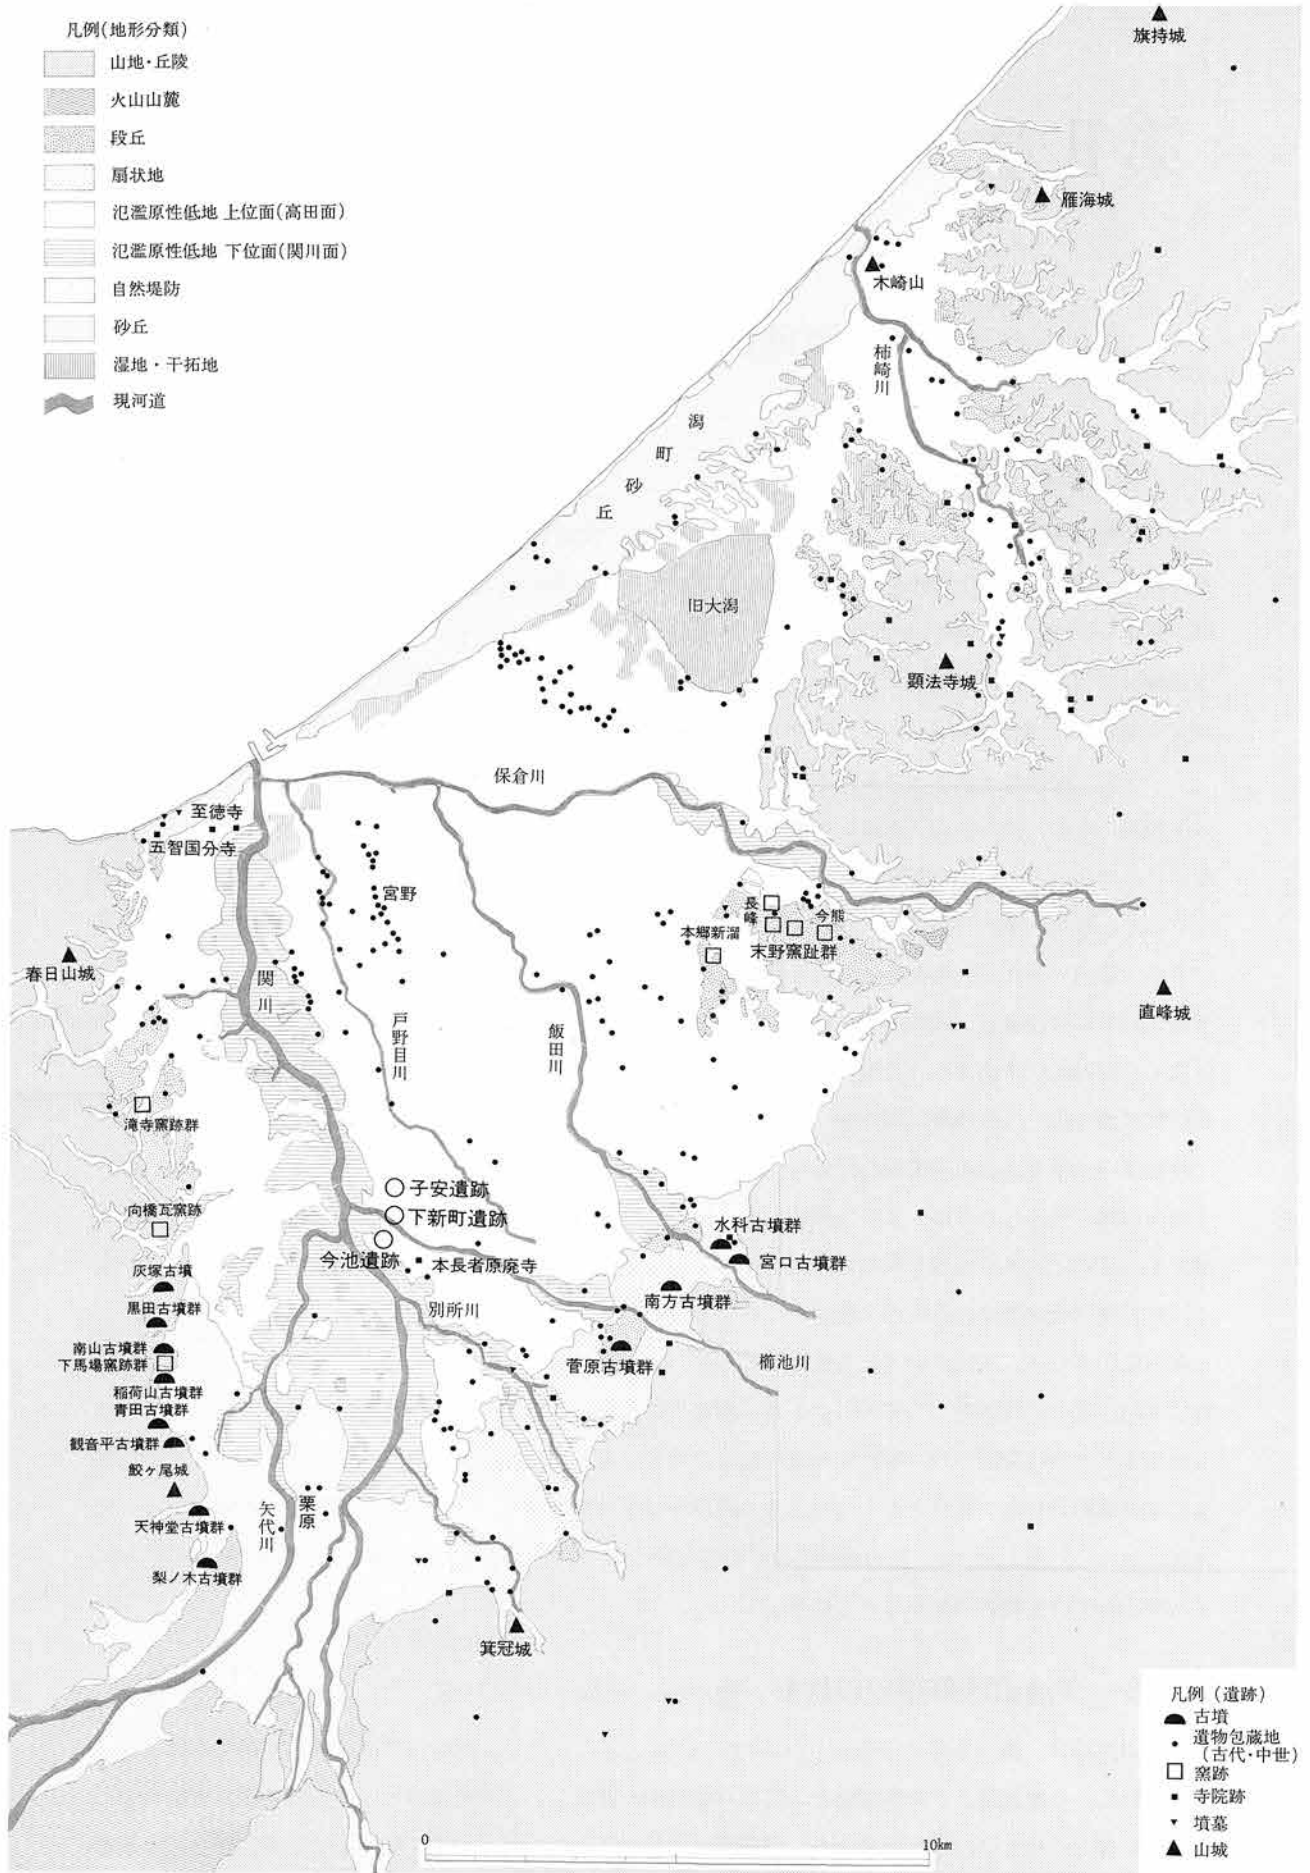 凡例(地形分類)
山地・丘陵
火山山麓
段丘
扇状地
氾濫原性低地 上位面(高田面)
氾濫原性低地 下位面(関川面)
自然堤防
砂丘
湿地・干拓地
現河道
旗持城
雁海城
木崎山
柿崎川
潟町砂丘
旧大潟
顕法寺城
保倉川
至徳寺
五智国分寺
宮野
長峰
今熊
本郷新溜
末野窯趾群
春日山城
関川
戸野目川
飯田川
直峰城
滝寺窯跡群
子安遺跡
下新町遺跡
今池遺跡
本長者原廃寺
向橋瓦窯跡
水科古墳群
宮口古墳群
灰塚古墳
南方古墳群
黒田古墳群
別所川
南山古墳群
下馬場窯跡群
菅原古墳群
櫛池川
稲荷山古墳群
青田古墳群
観音平古墳群
鮫ヶ尾城
天神堂古墳群
矢代川
栗原
梨ノ木古墳群
箕冠城
凡例(遺跡)
古墳
遺物包蔵地
(古代・中世)
窯跡
寺院跡
墳墓
山城
0
10km